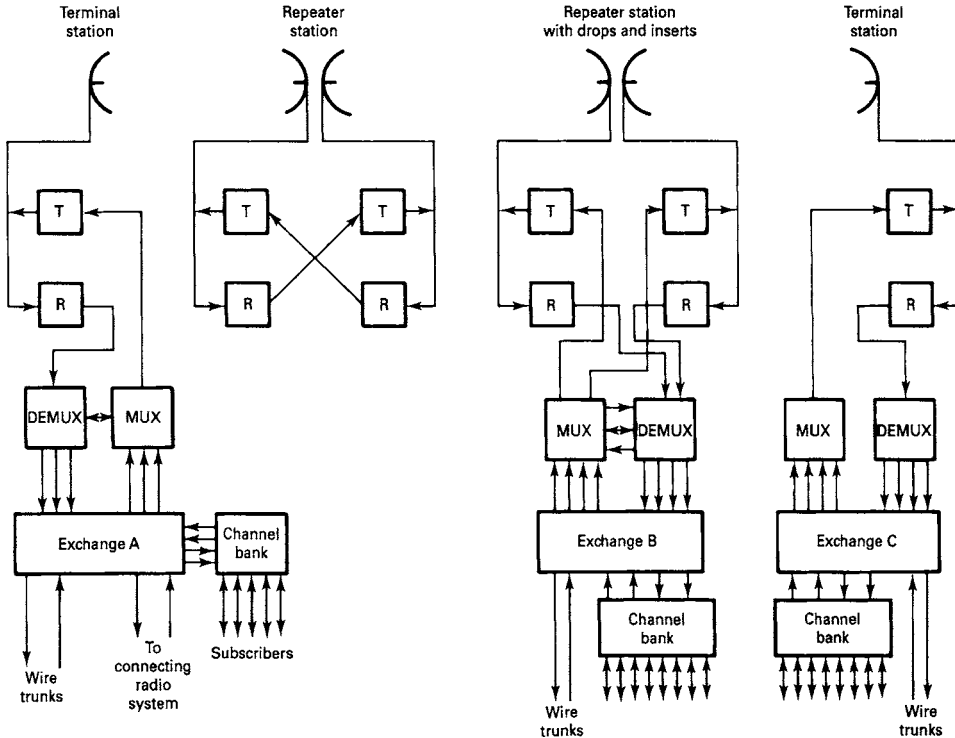 Terminal
station
Repeater
station
Repeater station
with drops and inserts
Terminal
station
T
T
T
T
T
T
R
R
R
R
R
R
DEMUX
MUX
MUX
DEMUX
MUX
DEMUX
Exchange A
Channel
bank
Exchange B
Exchange C
Channel
bank
Channel
bank
Wire
trunks
To
connecting
radio
system
Subscribers
Wire
trunks
Wire
trunks